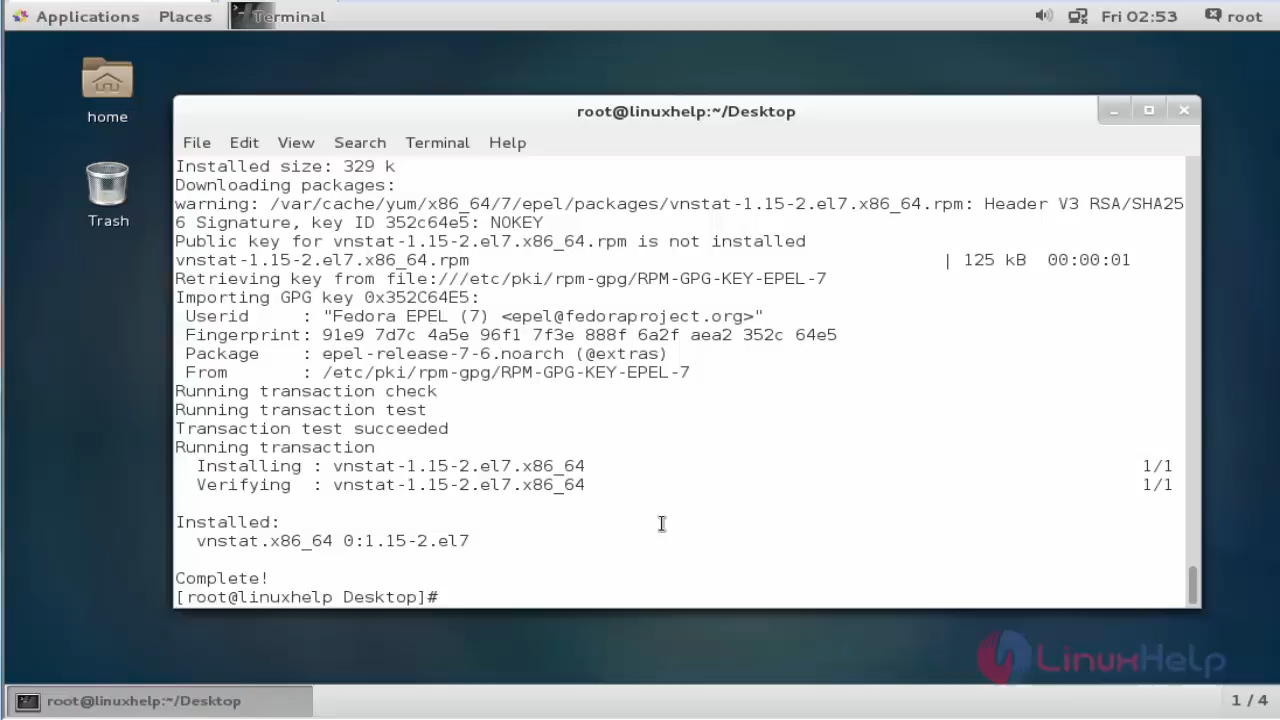 Applications Places Terminal Fri 02:53 root
home
Trash
root@linuxhelp:~/Desktop
File Edit View Search Terminal Help
Installed size: 329 k
Downloading packages:
warning: /var/cache/yum/x86_64/7/epel/packages/vnstat-1.15-2.el7.x86_64.rpm: Header V3 RSA/SHA25
6 Signature, key ID 352c64e5: NOKEY
Public key for vnstat-1.15-2.el7.x86_64.rpm is not installed
vnstat-1.15-2.el7.x86_64.rpm | 125 kB 00:00:01
Retrieving key from file:///etc/pki/rpm-gpg/RPM-GPG-KEY-EPEL-7
Importing GPG key 0x352C64E5:
Userid : "Fedora EPEL (7) <epel@fedoraproject.org>"
Fingerprint: 91e9 7d7c 4a5e 96f1 7f3e 888f 6a2f aea2 352c 64e5
Package : epel-release-7-6.noarch (@extras)
From : /etc/pki/rpm-gpg/RPM-GPG-KEY-EPEL-7
Running transaction check
Running transaction test
Transaction test succeeded
Running transaction
Installing : vnstat-1.15-2.el7.x86_64 1/1
Verifying : vnstat-1.15-2.el7.x86_64 1/1
Installed:
vnstat.x86_64 0:1.15-2.el7
Complete!
[root@linuxhelp Desktop]#
LinuxHelp
root@linuxhelp:~/Desktop 1 / 4